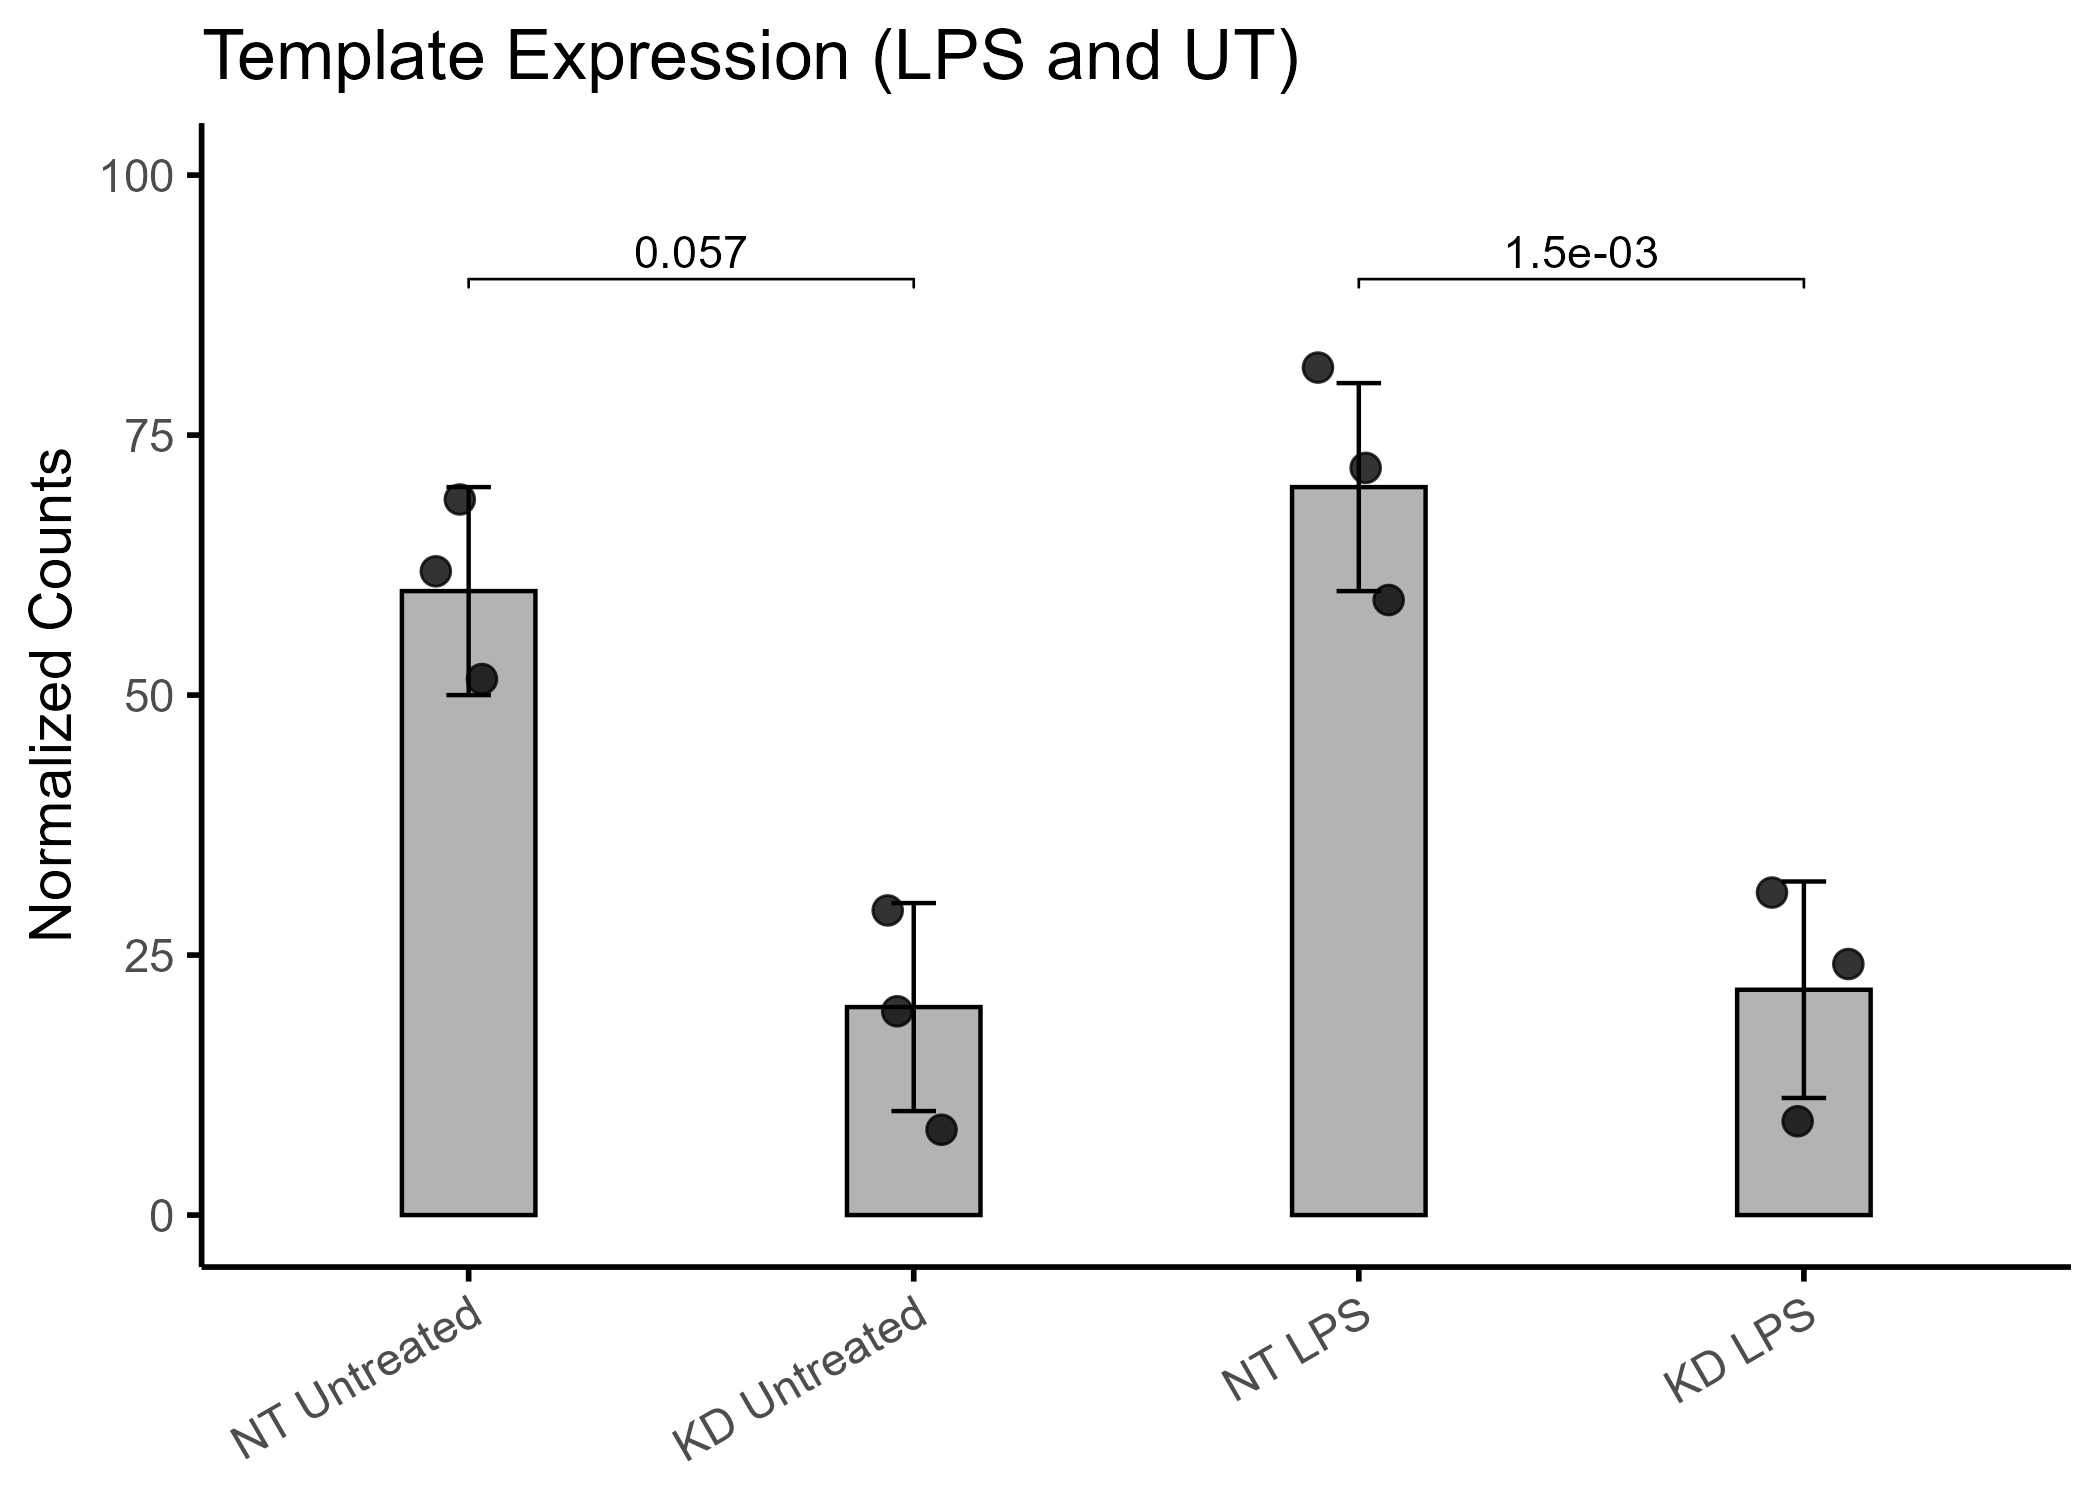 Template Expression (LPS and UT)
Normalized Counts
100
75
50
25
0
0.057
1.5e-03
NT Untreated
KD Untreated
NT LPS
KD LPS